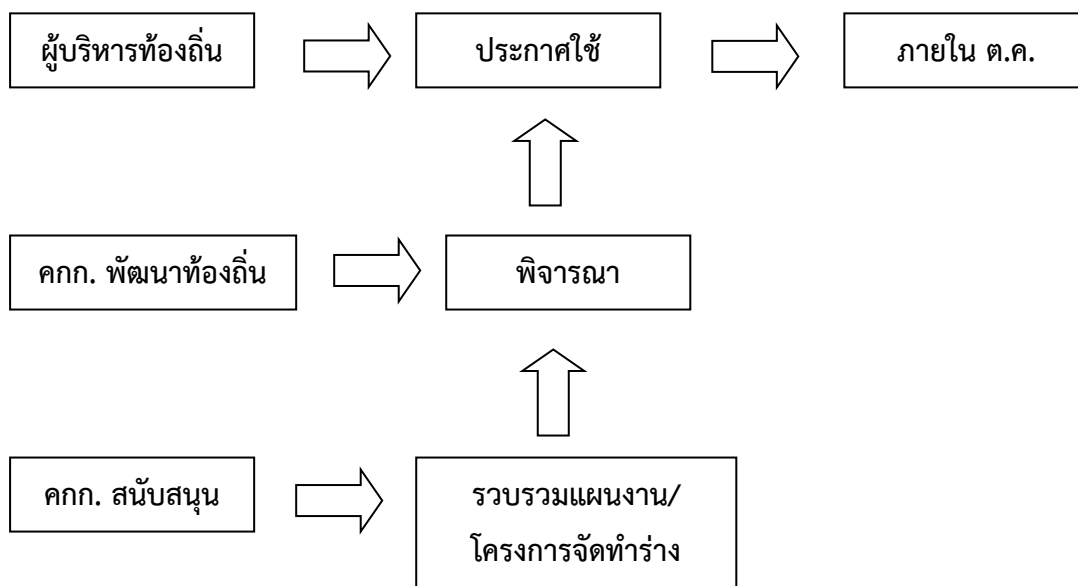 ผู้บริหารท้องถิ่น
ประกาศใช้
ภายใน ต.ค.
คกก. พัฒนาท้องถิ่น
พิจารณา
คกก. สนับสนุน
รวบรวมแผนงาน/
โครงการจัดทำร่าง